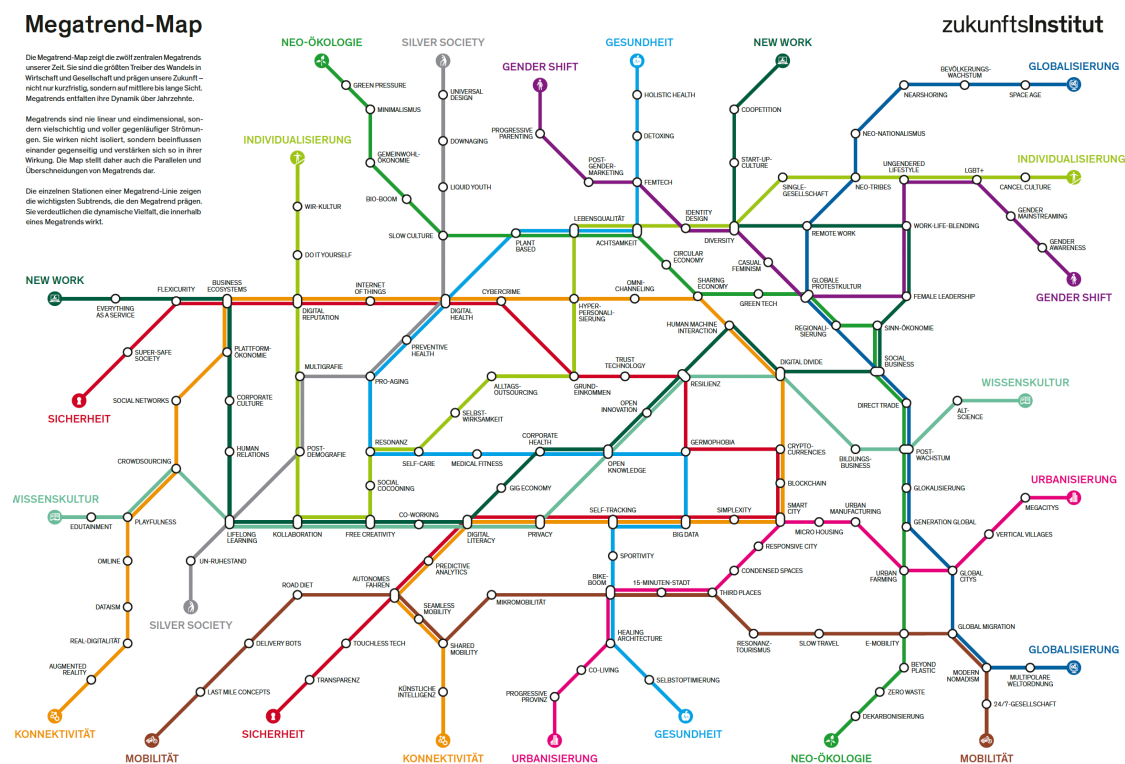 Megatrend-Map
zukunftsInstitut
Die Megatrend-Map zeigt die zwölf zentralen Megatrends
unserer Zeit. Sie sind die größten Treiber des Wandels in
Wirtschaft und Gesellschaft und prägen unsere Zukunft –
nicht nur kurzfristig, sondern auf mittlere bis lange Sicht.
Megatrends entfalten ihre Dynamik über Jahrzehnte.
Megatrends sind nie linear und eindimensional, son-
dern vielschichtig und voller gegenläufiger Strömun-
gen. Sie wirken nicht isoliert, sondern beeinflussen
einander gegenseitig und verstärken sich so in ihrer
Wirkung. Die Map stellt daher auch die Parallelen und
Überschneidungen von Megatrends dar.
Die einzelnen Stationen einer Megatrend-Linie zeigen
die wichtigsten Subtrends, die den Megatrend prägen.
Sie verdeutlichen die dynamische Vielfalt, die innerhalb
eines Megatrends wirkt.
NEO-ÖKOLOGIE
SILVER SOCIETY
GENDER SHIFT
GESUNDHEIT
NEW WORK
GLOBALISIERUNG
BEVÖLKERUNGS-
WACHSTUM
NEARSHORING
SPACE AGE
GREEN PRESSURE
UNIVERSAL
DESIGN
HOLISTIC HEALTH
MINIMALISMUS
COOPETITION
INDIVIDUALISIERUNG
DOWNAGING
PROGRESSIVE
PARENTING
DETOXING
NEO-NATIONALISMUS
GEMEINWOHL-
ÖKONOMIE
POST-
GENDER-
MARKETING
FEMTECH
START-UP-
CULTURE
SINGLE-
GESELLSCHAFT
NEO-TRIBES
UNGENDERED
LIFESTYLE
LGBT+
CANCEL CULTURE
INDIVIDUALISIERUNG
LIQUID YOUTH
BIO-BOOM
WIR-KULTUR
SLOW CULTURE
PLANT
BASED
LEBENSQUALITÄT
ACHTSAMKEIT
IDENTITY
DESIGN
DIVERSITY
REMOTE WORK
WORK-LIFE-BLENDING
GENDER
MAINSTREAMING
GENDER
AWARENESS
GENDER SHIFT
DO IT YOURSELF
CIRCULAR
ECONOMY
CASUAL
FEMINISM
NEW WORK
EVERYTHING
AS A SERVICE
FLEXICURITY
BUSINESS
ECOSYSTEMS
INTERNET
OF THINGS
DIGITAL
REPUTATION
DIGITAL
HEALTH
CYBERCRIME
HYPER-
PERSONALI-
SIERUNG
OMNI-
CHANNELING
SHARING
ECONOMY
GREEN TECH
GLOBALE
PROTESTKULTUR
FEMALE LEADERSHIP
SUPER-SAFE
SOCIETY
PLATTFORM-
ÖKONOMIE
PREVENTIVE
HEALTH
HUMAN MACHINE
INTERACTION
REGIONALI-
SIERUNG
SINN-ÖKONOMIE
SICHERHEIT
SOCIAL NETWORKS
CORPORATE
CULTURE
MULTIGRAFIE
PRO-AGING
ALLTAGS-
OUTSOURCING
GRUND-
EINKOMMEN
TRUST
TECHNOLOGY
RESILIENZ
DIGITAL DIVIDE
SOCIAL
BUSINESS
WISSENSKULTUR
ALT-
SCIENCE
SELBST-
WIRKSAMKEIT
OPEN
INNOVATION
DIRECT TRADE
CROWDSOURCING
HUMAN
RELATIONS
POST-
DEMOGRAFIE
RESONANZ
SELF-CARE
MEDICAL FITNESS
CORPORATE
HEALTH
OPEN
KNOWLEDGE
GERMOPHOBIA
CRYPTO-
CURRENCIES
BILDUNGS-
BUSINESS
POST-
WACHSTUM
WISSENSKULTUR
EDUTAINMENT
PLAYFULNESS
SOCIAL
COCOONING
GIG ECONOMY
BLOCKCHAIN
GLOKALISIERUNG
URBANISIERUNG
MEGACITYS
LIFELONG
LEARNING
KOLLABORATION
FREE CREATIVITY
CO-WORKING
DIGITAL
LITERACY
PRIVACY
SELF-TRACKING
BIG DATA
SIMPLEXITY
SMART
CITY
MICRO HOUSING
URBAN
MANUFACTURING
GENERATION GLOBAL
VERTICAL VILLAGES
OMLINE
UN-RUHESTAND
PREDICTIVE
ANALYTICS
SPORTIVITY
RESPONSIVE CITY
CONDENSED SPACES
URBAN
FARMING
GLOBAL
CITYS
DATAISM
SILVER SOCIETY
ROAD DIET
AUTONOMES
FAHREN
SEAMLESS
MOBILITY
MIKROMOBILITÄT
BIKE-
BOOM
15-MINUTEN-STADT
THIRD PLACES
REAL-DIGITALITÄT
DELIVERY BOTS
TOUCHLESS TECH
SHARED
MOBILITY
HEALING
ARCHITECTURE
RESONANZ-
TOURISMUS
SLOW TRAVEL
E-MOBILITY
GLOBAL MIGRATION
AUGMENTED
REALITY
LAST MILE CONCEPTS
TRANSPARENZ
KÜNSTLICHE
INTELLIGENZ
CO-LIVING
SELBSTOPTIMIERUNG
BEYOND
PLASTIC
MODERN
NOMADISM
MULTIPOLARE
WELTORDNUNG
GLOBALISIERUNG
PROGRESSIVE
PROVINZ
ZERO WASTE
24/7-GESELLSCHAFT
DEKARBONISIERUNG
KONNEKTIVITÄT
MOBILITÄT
SICHERHEIT
KONNEKTIVITÄT
URBANISIERUNG
GESUNDHEIT
NEO-ÖKOLOGIE
MOBILITÄT